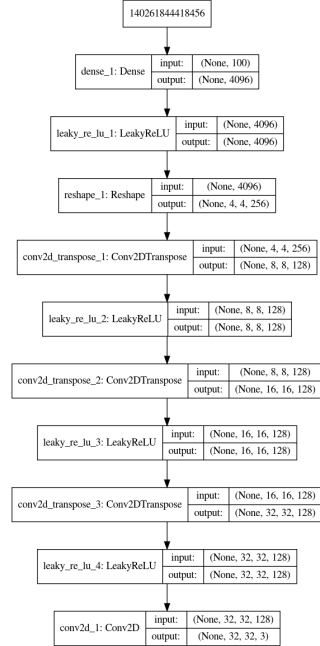 140261844418456
dense_1: Dense
input: (None, 100)
output: (None, 4096)
leaky_re_lu_1: LeakyReLU
input: (None, 4096)
output: (None, 4096)
reshape_1: Reshape
input: (None, 4096)
output: (None, 4, 4, 256)
conv2d_transpose_1: Conv2DTranspose
input: (None, 4, 4, 256)
output: (None, 8, 8, 128)
leaky_re_lu_2: LeakyReLU
input: (None, 8, 8, 128)
output: (None, 8, 8, 128)
conv2d_transpose_2: Conv2DTranspose
input: (None, 8, 8, 128)
output: (None, 16, 16, 128)
leaky_re_lu_3: LeakyReLU
input: (None, 16, 16, 128)
output: (None, 16, 16, 128)
conv2d_transpose_3: Conv2DTranspose
input: (None, 16, 16, 128)
output: (None, 32, 32, 128)
leaky_re_lu_4: LeakyReLU
input: (None, 32, 32, 128)
output: (None, 32, 32, 128)
conv2d_1: Conv2D
input: (None, 32, 32, 128)
output: (None, 32, 32, 3)